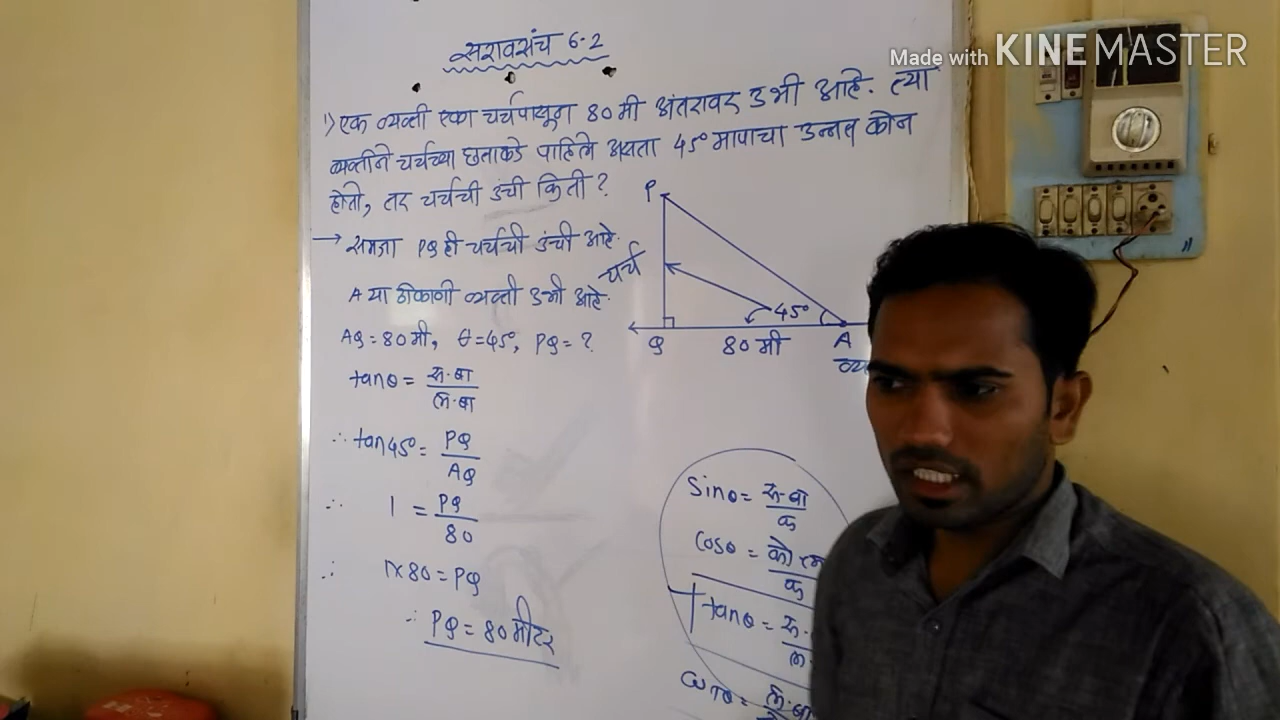 Made with KINEMASTER
सरावसंच 6.2
1) एक व्यक्ती एका चर्चपासून 80 मी अंतरावर उभी आहे. त्या
व्यक्तीने चर्चच्या छताकडे पाहिले असता 45° मापाचा उन्नत कोन
होतो, तर चर्चची उंची किती?
→ समजा PQ ही चर्चची उंची आहे.
A या ठिकाणी व्यक्ती उभी आहे.
AQ = 80 मी, θ = 45°, PQ = ?
tanθ = स.बा / ल.बा
∴ tan45° = PQ / AQ
∴ 1 = PQ / 80
∴ 1×80 = PQ
∴ PQ = 80 मीटर
P
चर्च
45°
Q 80 मी A
व्य
Sinθ = स.बा / क
Cosθ = / क
tanθ = स. / ल